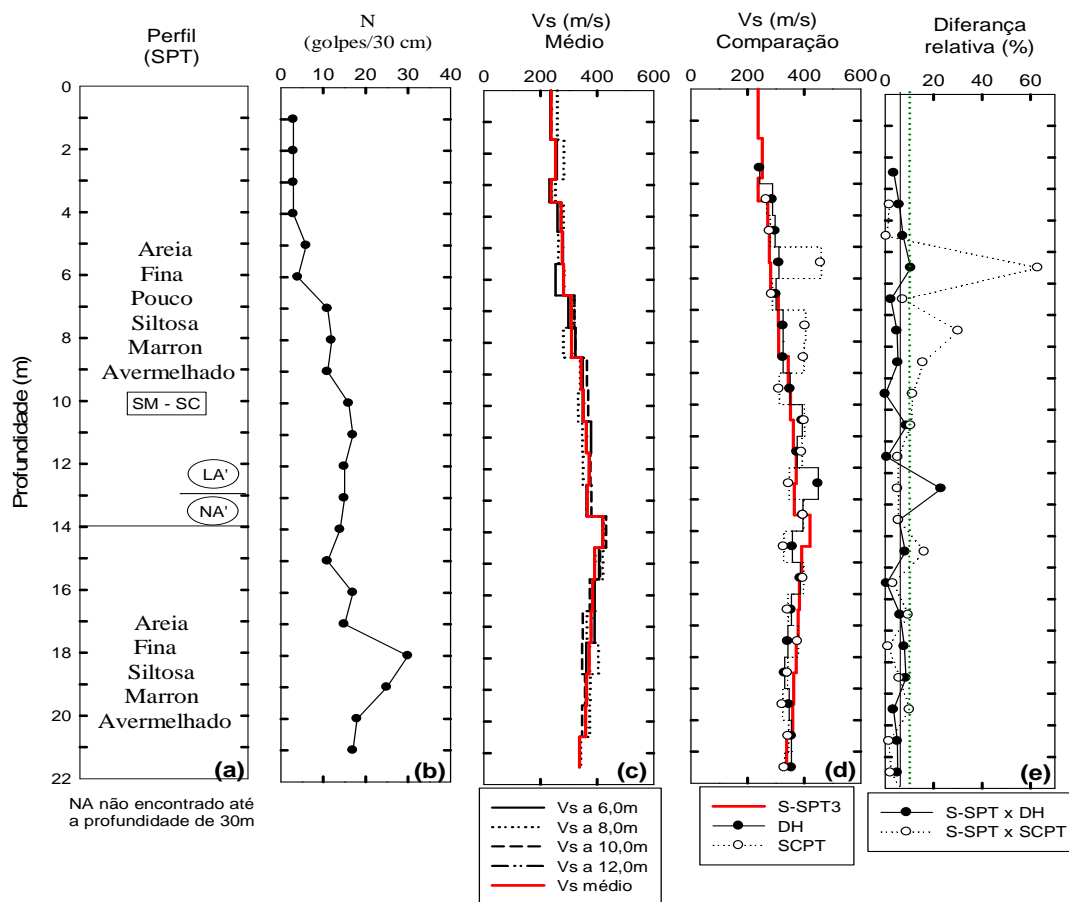 Perfil
(SPT)
N
(golpes/30 cm)
Vs (m/s)
Médio
Vs (m/s)
Comparação
Diferança
relativa (%)
0 10 20 30 40
0 200 400 600
0 200 400 600
0 20 40 60
Profundidade (m)
0
2
4
6
8
10
12
14
16
18
20
22
Areia
Fina
Pouco
Siltosa
Marron
Avermelhado
SM - SC
LA'
NA'
Areia
Fina
Siltosa
Marron
Avermelhado
(a)
(b)
(c)
(d)
(e)
NA não encontrado até
a profundidade de 30m
Vs a 6,0m
Vs a 8,0m
Vs a 10,0m
Vs a 12,0m
Vs médio
S-SPT3
DH
SCPT
S-SPT x DH
S-SPT x SCPT